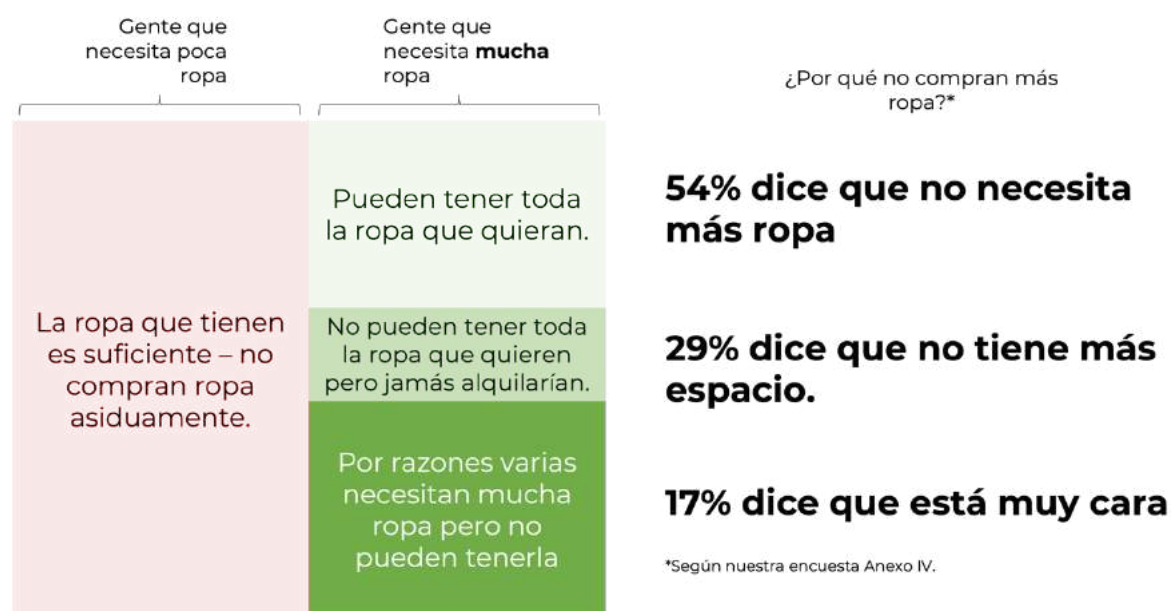 Gente que
necesita poca
ropa
Gente que
necesita mucha
ropa
La ropa que tienen
es suficiente – no
compran ropa
asiduamente.
Pueden tener toda
la ropa que quieran.
No pueden tener toda
la ropa que quieren
pero jamás alquilarían.
Por razones varias
necesitan mucha
ropa pero no
pueden tenerla
¿Por qué no compran más
ropa?*
54% dice que no necesita
más ropa
29% dice que no tiene más
espacio.
17% dice que está muy cara
*Según nuestra encuesta Anexo IV.